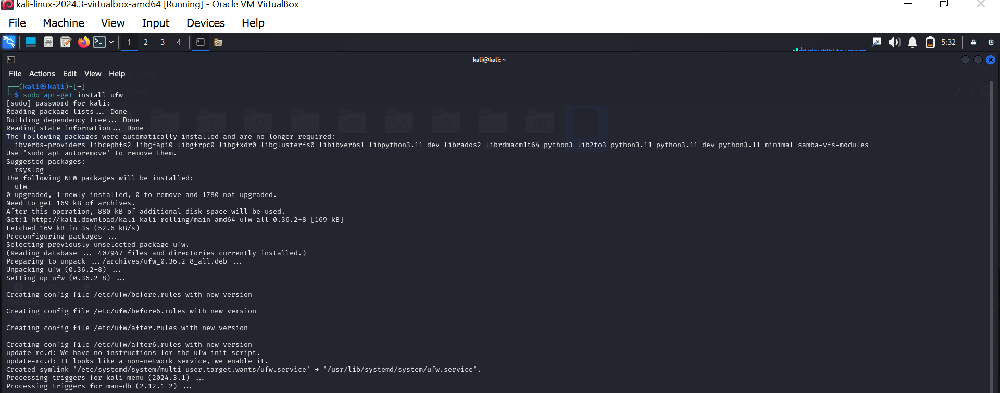 kali-linux-2024.3-virtualbox-amd64 [Running] - Oracle VM VirtualBox
File Machine View Input Devices Help
1 2 3 4 5:32
kali@kali: ~
File Actions Edit View Help
┌──(kali㉿kali)-[~]
└─$ sudo apt-get install ufw
[sudo] password for kali:
Reading package lists... Done
Building dependency tree... Done
Reading state information... Done
The following packages were automatically installed and are no longer required:
  ibverbs-providers libcephfs2 libgfapi0 libgfrpc0 libgfxdr0 libglusterfs0 libibverbs1 libpython3.11-dev librados2 librdmacm1t64 python3-lib2to3 python3.11 python3.11-dev python3.11-minimal samba-vfs-modules
Use 'sudo apt autoremove' to remove them.
Suggested packages:
  rsyslog
The following NEW packages will be installed:
  ufw
0 upgraded, 1 newly installed, 0 to remove and 1780 not upgraded.
Need to get 169 kB of archives.
After this operation, 880 kB of additional disk space will be used.
Get:1 http://kali.download/kali kali-rolling/main amd64 ufw all 0.36.2-8 [169 kB]
Fetched 169 kB in 3s (52.6 kB/s)
Preconfiguring packages ...
Selecting previously unselected package ufw.
(Reading database ... 407947 files and directories currently installed.)
Preparing to unpack .../archives/ufw_0.36.2-8_all.deb ...
Unpacking ufw (0.36.2-8) ...
Setting up ufw (0.36.2-8) ...
Creating config file /etc/ufw/before.rules with new version
Network
Creating config file /etc/ufw/before6.rules with new version
Creating config file /etc/ufw/after.rules with new version
Creating config file /etc/ufw/after6.rules with new version
update-rc.d: We have no instructions for the ufw init script.
update-rc.d: It looks like a non-network service, we enable it.
Created symlink '/etc/systemd/system/multi-user.target.wants/ufw.service' → '/usr/lib/systemd/system/ufw.service'.
Processing triggers for kali-menu (2024.3.1) ...
Processing triggers for man-db (2.12.1-2) ...